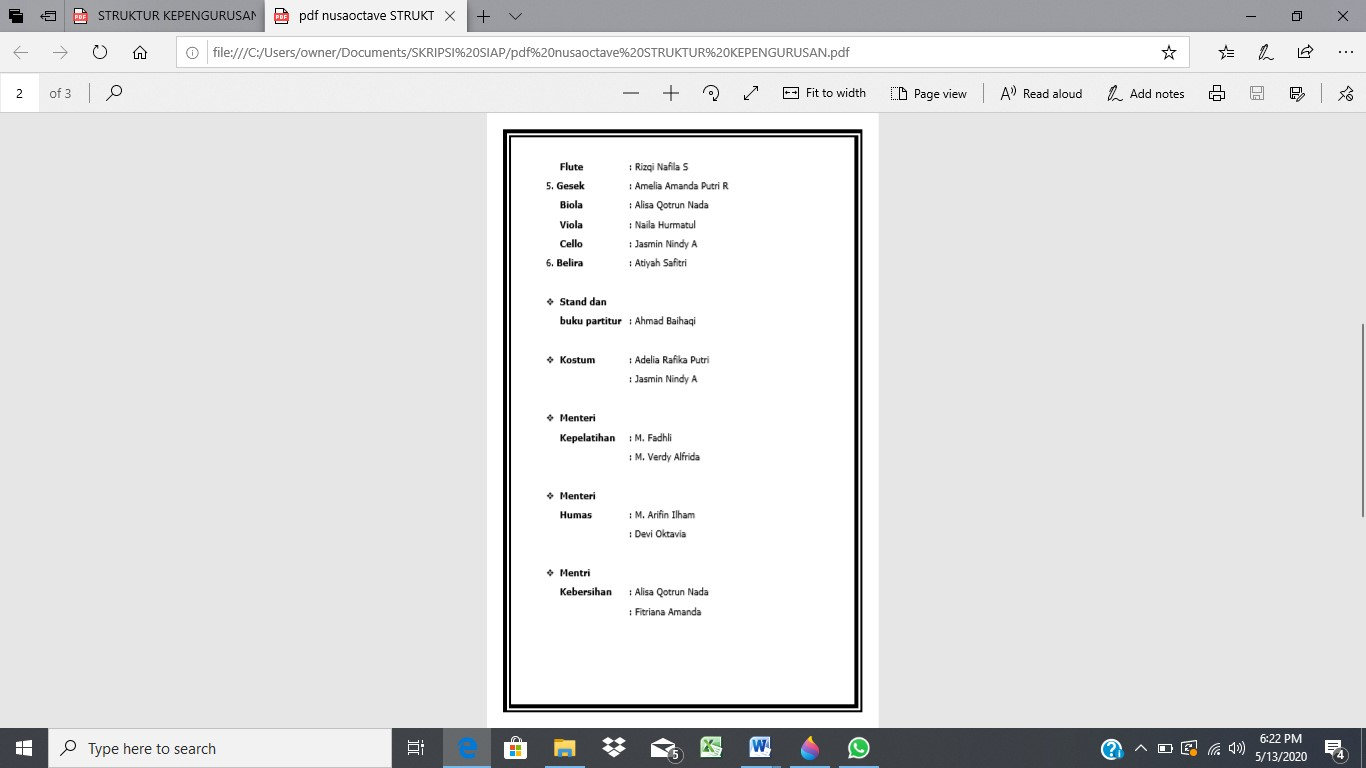 STRUKTUR KEPENGURUSAN
pdf nusaoctave STRUKT
file:///C:/Users/owner/Documents/SKRIPSI%20SIAP/pdf%20nusaoctave%20STRUKTUR%20KEPENGURUSAN.pdf
2 of 3 Fit to width Page view Read aloud Add notes
Flute : Rizqi Nafila S
5. Gesek : Amelia Amanda Putri R
Biola : Alisa Qotrun Nada
Viola : Naila Hurmatul
Cello : Jasmin Nindy A
6. Belira : Atiyah Safitri
❖ Stand dan
buku partitur : Ahmad Baihaqi
❖ Kostum : Adelia Rafika Putri
: Jasmin Nindy A
❖ Menteri
Kepelatihan : M. Fadhli
: M. Verdy Alfrida
❖ Menteri
Humas : M. Arifin Ilham
: Devi Oktavia
❖ Mentri
Kebersihan : Alisa Qotrun Nada
: Fitriana Amanda
Type here to search
5
6:22 PM
5/13/2020
4